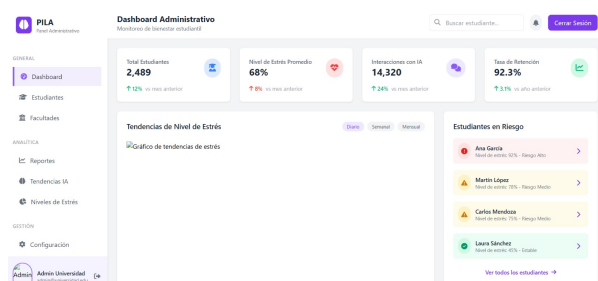 PILA
Panel Administrativo
GENERAL
Dashboard
Estudiantes
Facultades
ANALÍTICA
Reportes
Tendencias IA
Niveles de Estrés
GESTIÓN
Configuración
Admin
Admin Universidad
Dashboard Administrativo
Monitoreo de bienestar estudiantil
Buscar estudiante...
Cerrar Sesión
Total Estudiantes
2,489
12% vs mes anterior
Nivel de Estrés Promedio
68%
8% vs mes anterior
Interacciones con IA
14,320
24% vs mes anterior
Tasa de Retención
92.3%
3.1% vs año anterior
Tendencias de Nivel de Estrés
Diario Semanal Mensual
Gráfico de tendencias de estrés
Estudiantes en Riesgo
Ana García
Nivel de estrés: 92% - Riesgo Alto
Martín López
Nivel de estrés: 78% - Riesgo Medio
Carlos Mendoza
Nivel de estrés: 75% - Riesgo Medio
Laura Sánchez
Nivel de estrés: 45% - Estable
Ver todos los estudiantes →